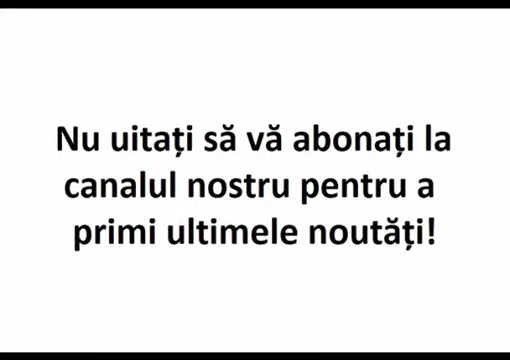 Nu uitați să vă abonați la
canalul nostru pentru a
primi ultimele noutăți!